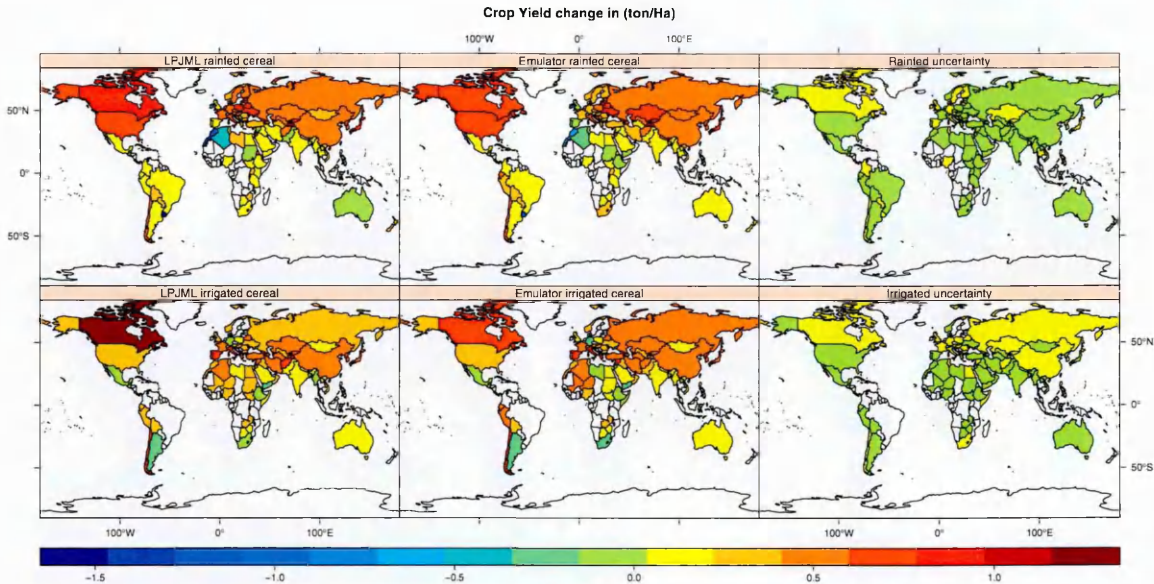 Crop Yield change in (ton/Ha)
100°W 0° 100°E
LPJML rainfed cereal Emulator rainfed cereal Rainfed uncertainty
50°N
0°
50°S
LPJML irrigated cereal Emulator irrigated cereal Irrigated uncertainty
50°N
0°
50°S
100°W 0° 100°E 100°W 0° 100°E
−1.5 −1.0 −0.5 0.0 0.5 1.0